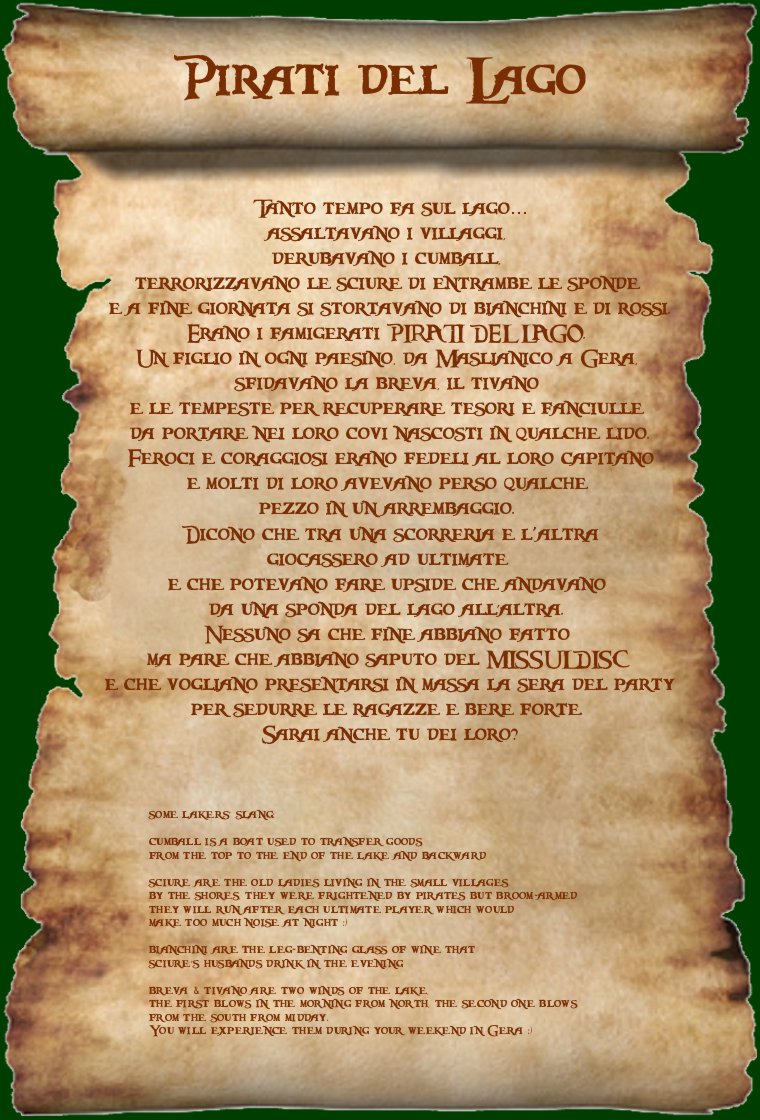 Pirati del Lago
Tanto tempo fa sul lago...
assaltavano i villaggi,
derubavano i cumball,
terrorizzavano le sciure di entrambe le sponde
e a fine giornata si stortavano di bianchini e di rossi.
Erano i famigerati PIRATI DEL LAGO.
Un figlio in ogni paesino, da Maslianico a Gera,
sfidavano la breva, il tivano
e le tempeste per recuperare tesori e fanciulle
da portare nei loro covi nascosti in qualche lido.
Feroci e coraggiosi erano fedeli al loro capitano
e molti di loro avevano perso qualche
pezzo in un arrembaggio.
Dicono che tra una scorreria e l'altra
giocassero ad ultimate
e che potevano fare upside che andavano
da una sponda del lago all'altra.
Nessuno sa che fine abbiano fatto
ma pare che abbiano saputo del MISSULDISC
e che vogliano presentarsi in massa la sera del party
per sedurre le ragazze e bere forte.
Sarai anche tu dei loro?
some lakers' slang
cumball is a boat used to transfer goods
from the top to the end of the lake and backward
sciure are the old ladies living in the small villages
by the shores. they were frightened by pirates but broom-armed
they will run after each ultimate player which would
make too much noise at night :)
bianchini are the leg-benting glass of wine that
sciure's husbands drink in the evening
breva & tivano are two winds of the lake.
the first blows in the morning from north, the second one blows
from the south from midday.
You will experience them during your weekend in Gera :)